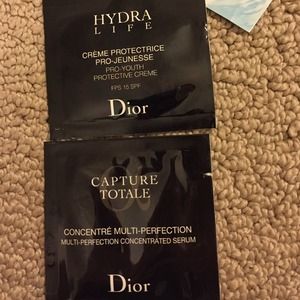 HYDRA
LIFE
CRÈME PROTECTRICE
PRO-JEUNESSE
PRO-YOUTH
PROTECTIVE CREME
FPS 15 SPF
Dior
CAPTURE
TOTALE
CONCENTRÉ MULTI-PERFECTION
MULTI-PERFECTION CONCENTRATED SERUM
Dior